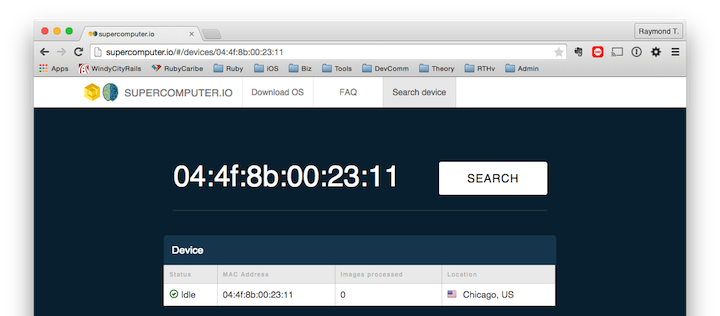 Raymond T.
supercomputer.io
supercomputer.io/#/devices/04:4f:8b:00:23:11
Apps WindyCityRails RubyCaribe Ruby iOS Biz Tools DevComm Theory RTHv Admin
SUPERCOMPUTER.IO Download OS FAQ Search device
04:4f:8b:00:23:11 SEARCH
Device
Status MAC Address Images processed Location
Idle 04:4f:8b:00:23:11 0 Chicago, US